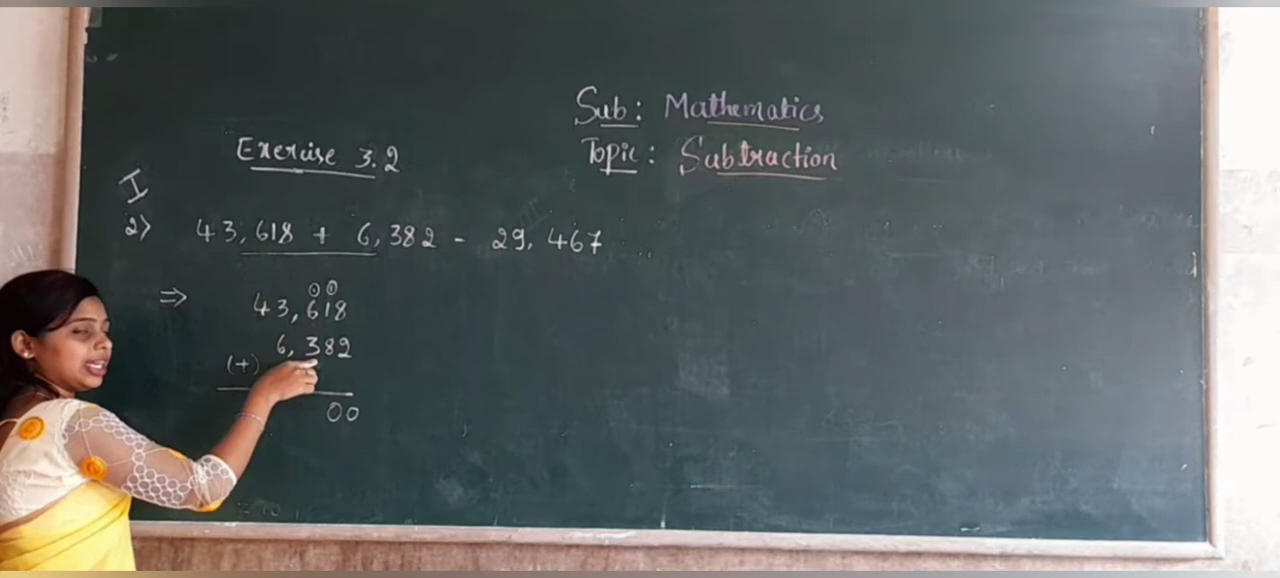 Sub: Mathematics
Topic: Subtraction
Exercise 3.2
I
2) 43,618 + 6,382 - 29,467
00
⇒ 43,618
6,382
(+)
00